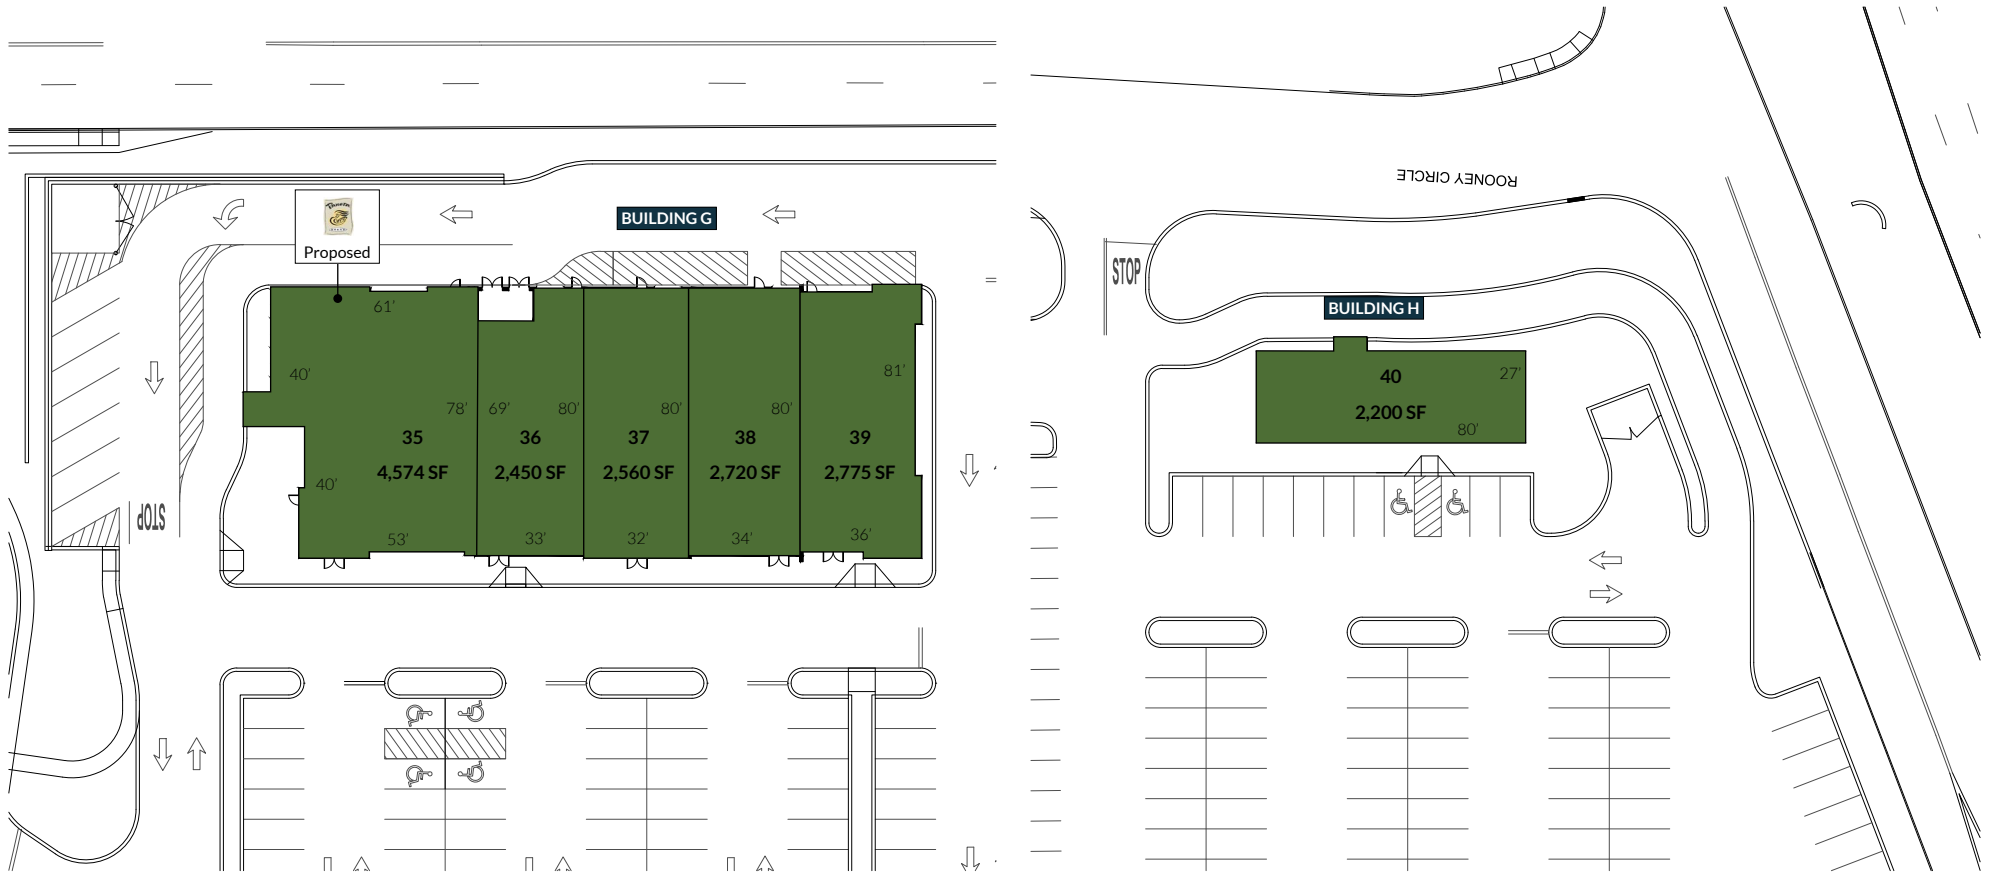 ROONEY CIRCLE
Panera
Proposed
BUILDING G
STOP
BUILDING H
61'
40'
81'
78'
69'
80'
80'
80'
35
36
37
38
39
4,574 SF
2,450 SF
2,560 SF
2,720 SF
2,775 SF
40'
53'
33'
32'
34'
36'
STOP
40
27'
2,200 SF
80'